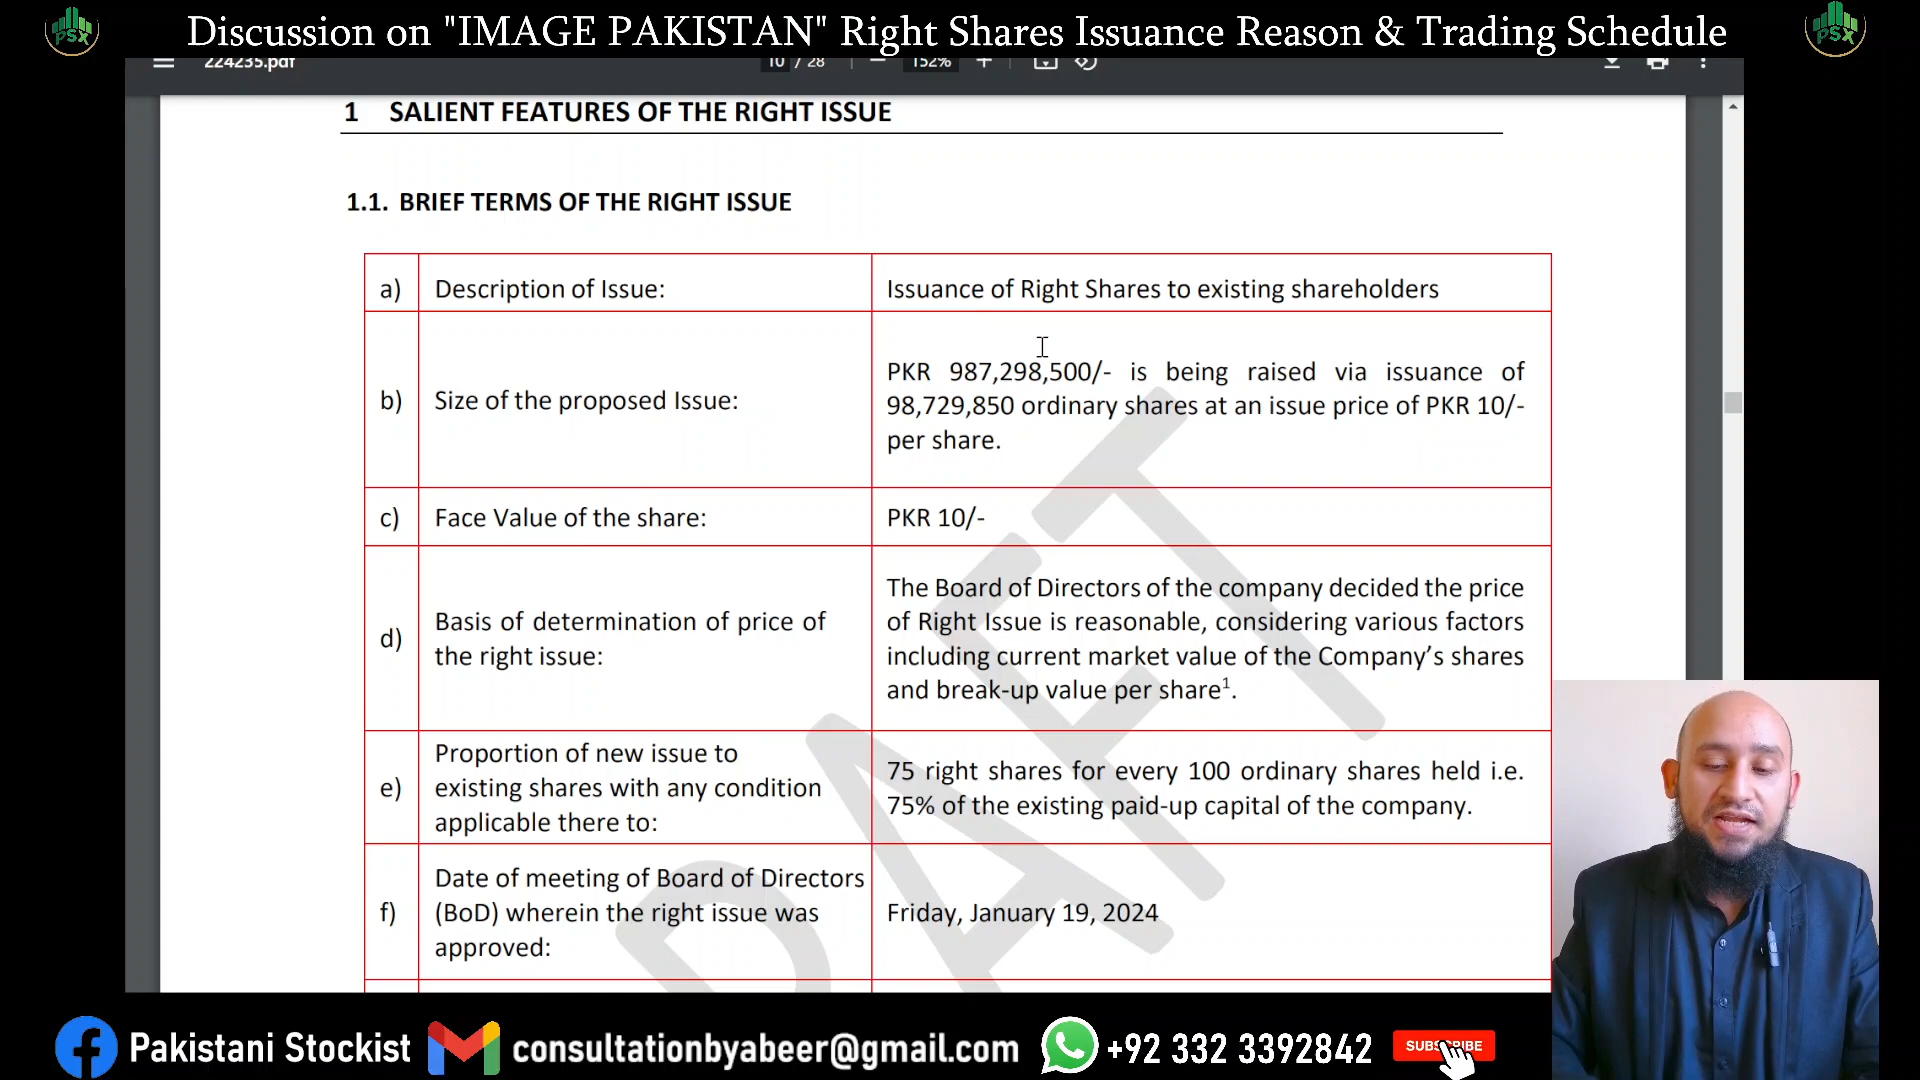 Discussion on "IMAGE PAKISTAN" Right Shares Issuance Reason & Trading Schedule
PSX
PSX
224235.pdf
10 / 28
152%
1 SALIENT FEATURES OF THE RIGHT ISSUE
1.1. BRIEF TERMS OF THE RIGHT ISSUE
a) Description of Issue: Issuance of Right Shares to existing shareholders
b) Size of the proposed Issue:
PKR 987,298,500/- is being raised via issuance of
98,729,850 ordinary shares at an issue price of PKR 10/-
per share.
c) Face Value of the share: PKR 10/-
d)
Basis of determination of price of
the right issue:
The Board of Directors of the company decided the price
of Right Issue is reasonable, considering various factors
including current market value of the Company’s shares
and break-up value per share1.
e)
Proportion of new issue to
existing shares with any condition
applicable there to:
75 right shares for every 100 ordinary shares held i.e.
75% of the existing paid-up capital of the company.
f)
Date of meeting of Board of Directors
(BoD) wherein the right issue was
approved:
Friday, January 19, 2024
DRAFT
Pakistani Stockist
consultationbyabeer@gmail.com
+92 332 3392842
SUBSCRIBE